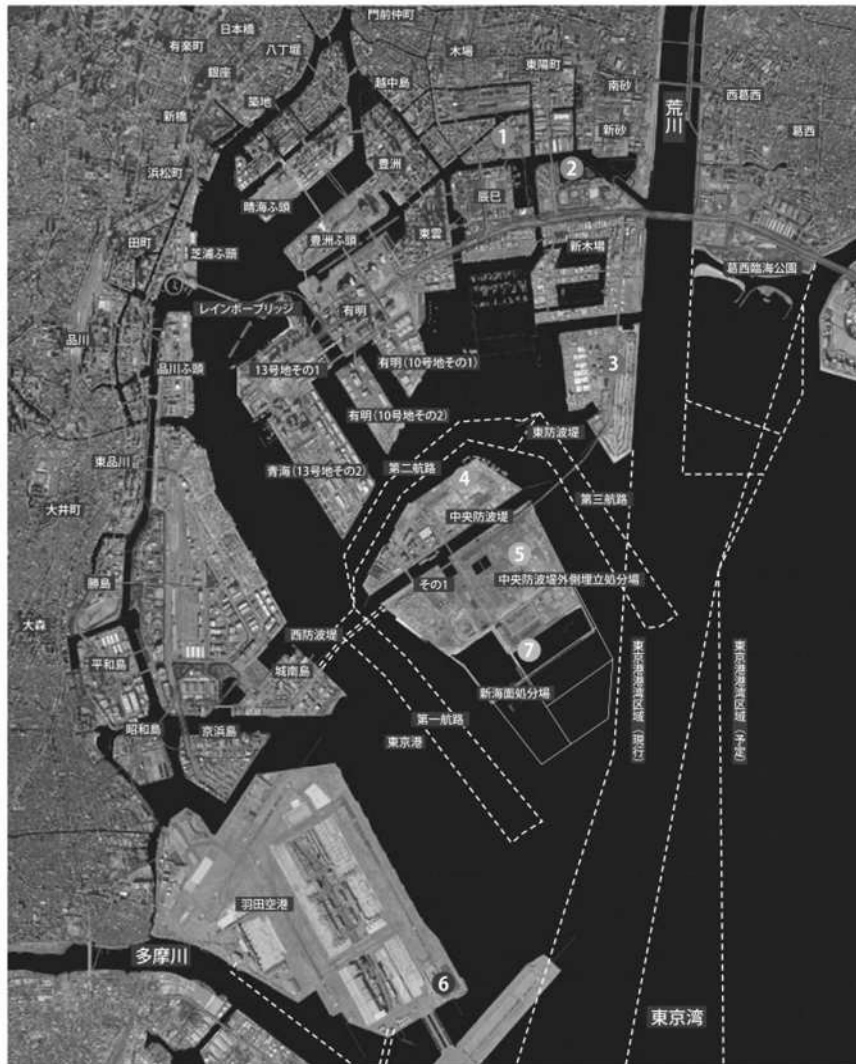 門前仲町
日本橋
有楽町
八丁堀
木場
銀座
東陽町
越中島
南砂
西葛西
築地
荒川
新橋
1
新砂
葛西
豊洲
2
浜松町
辰巳
晴海ふ頭
豊洲ふ頭
東雲
田町
新木場
芝浦ふ頭
葛西臨海公園
レインボーブリッジ
有明
品川
有明(10号地その1)
3
品川ふ頭
13号地その1
有明(10号地その2)
東防波堤
東品川
第二航路
青海(13号地その2)
4
第三航路
大井町
中央防波堤
5
中央防波堤外側埋立処分場
勝島
その1
大森
西防波堤
7
平和島
城南島
新海面処分場
東京港港湾区域(現行)
東京港港湾区域(予定)
昭和島
京浜島
第一航路
東京港
羽田空港
多摩川
6
東京湾